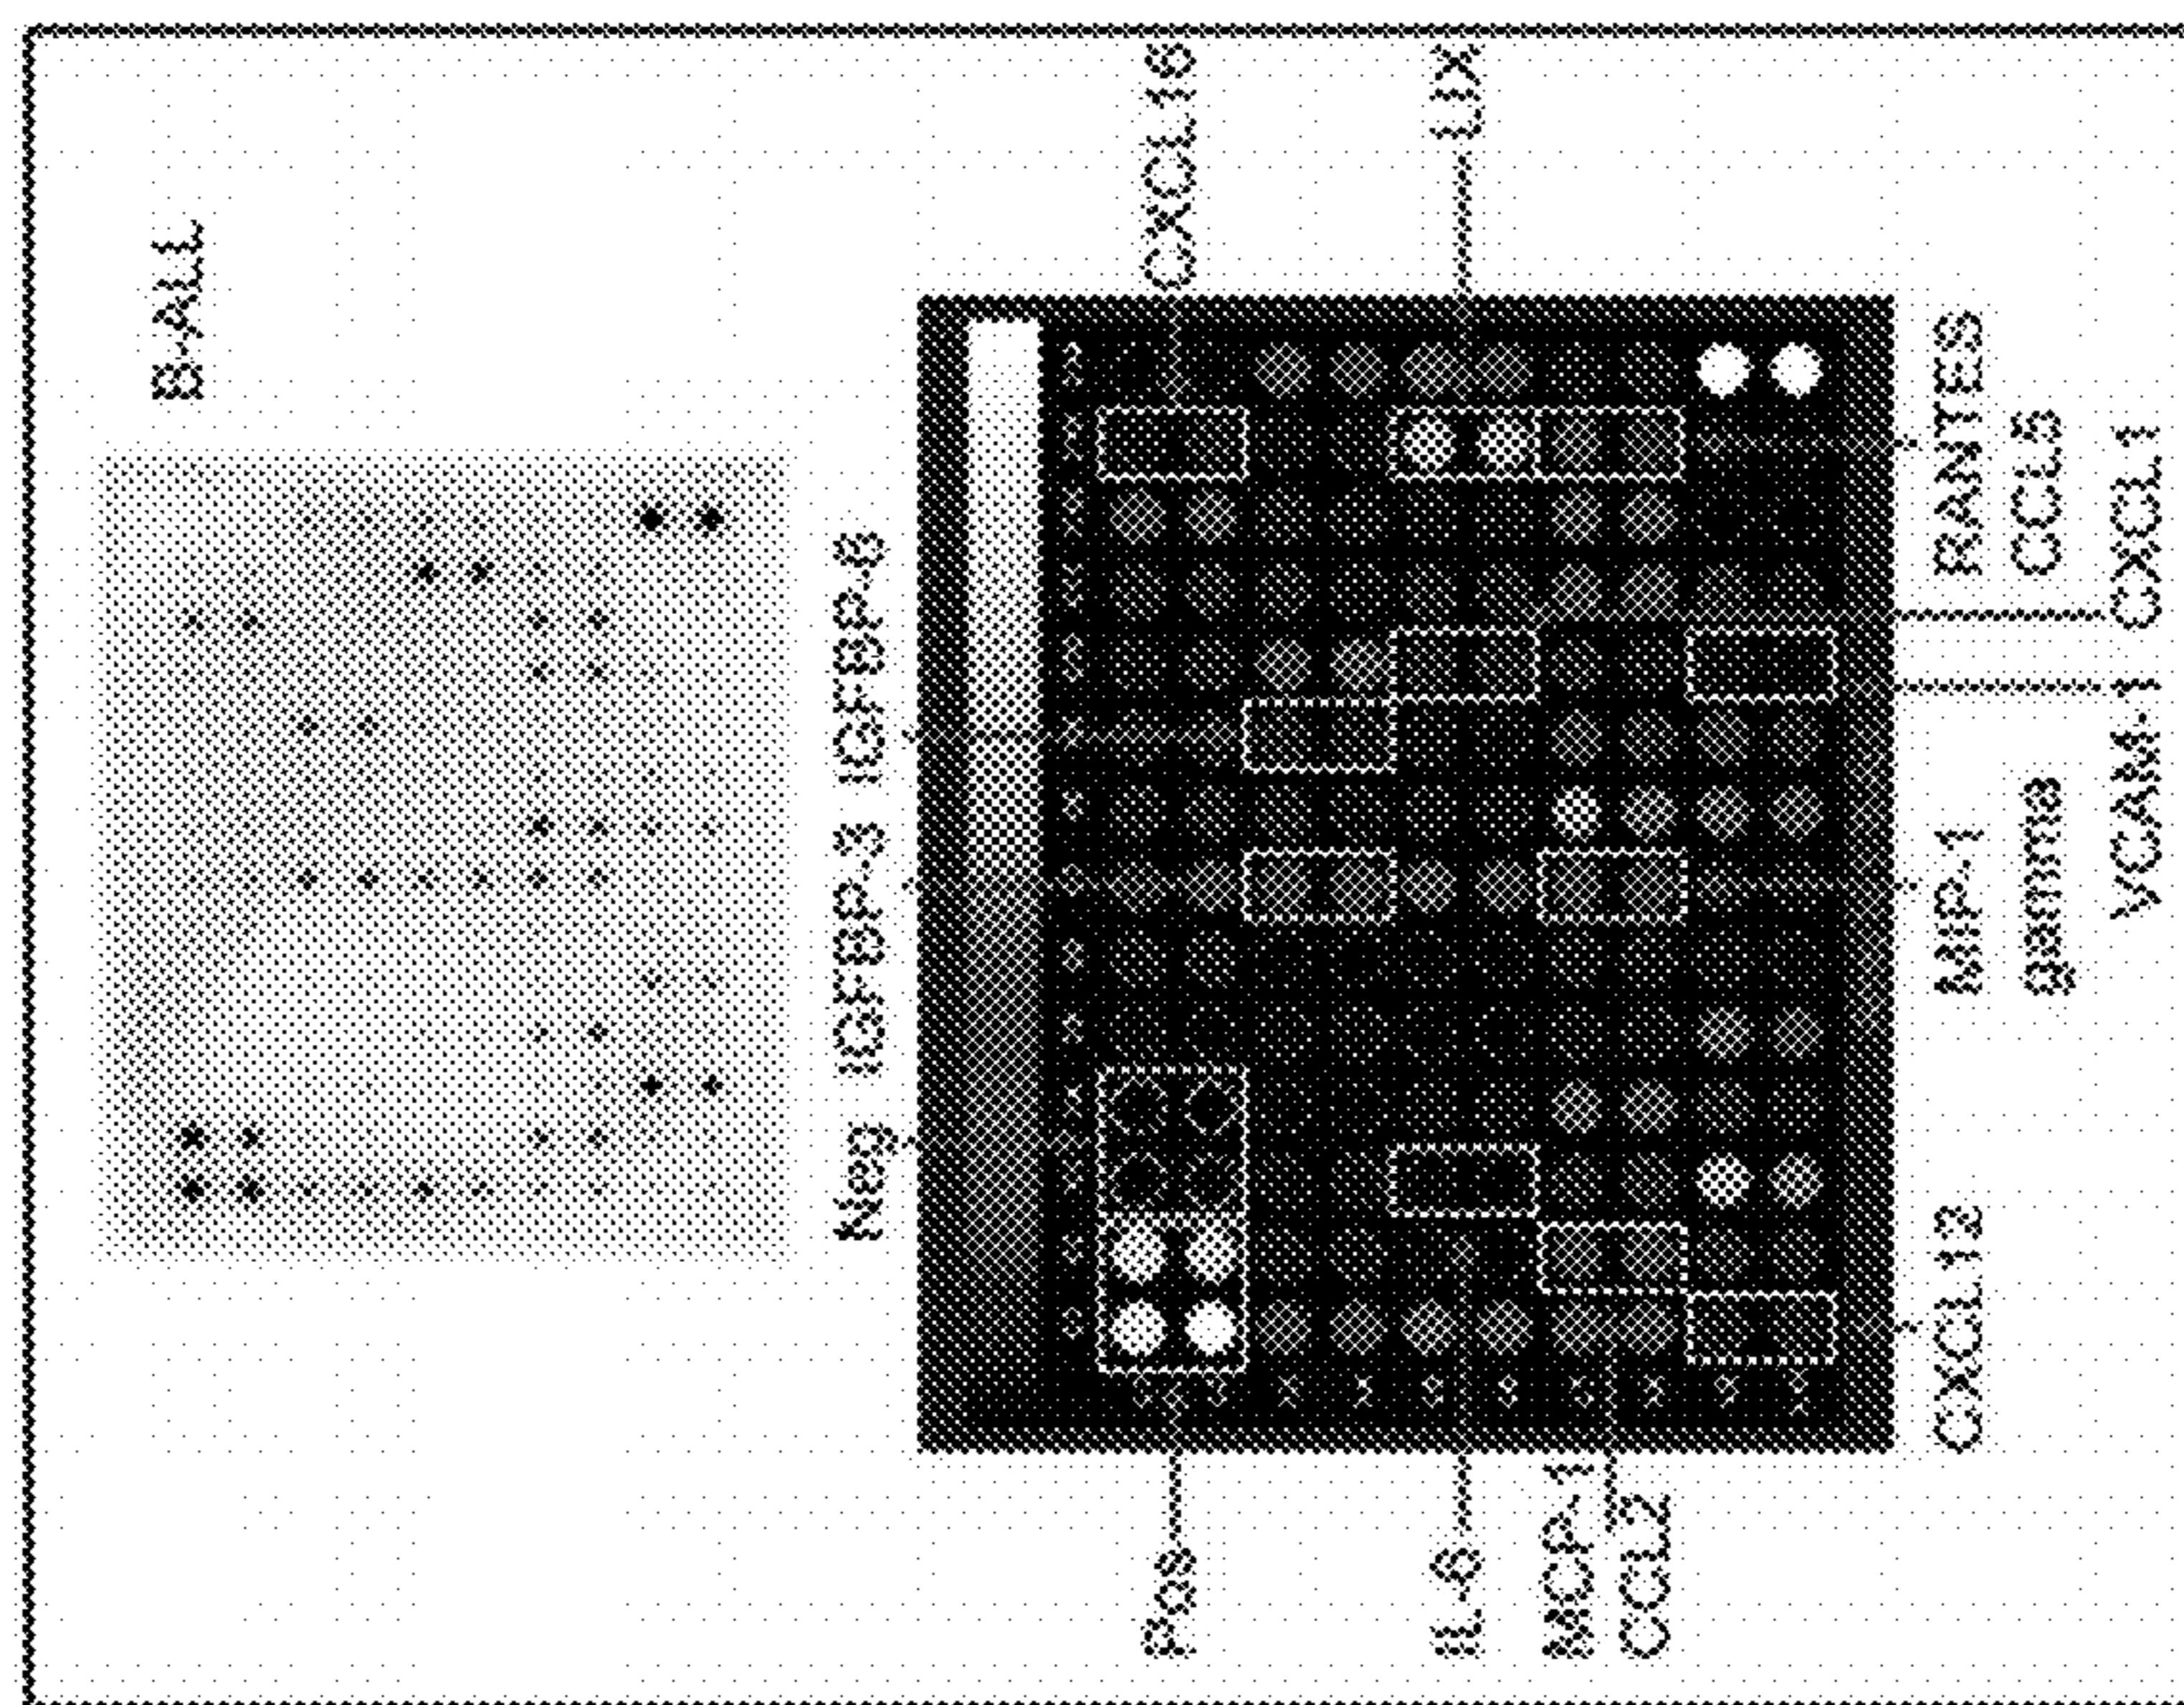 B-ALL
Neg IGFBP-3 IGFBP-6
CXCL16
LIX
Pos
IL-6
MCP-1
CCL2
CXCL12
MIP-1
gamma
RANTES
CCL5
VCAM-1 CXCL1